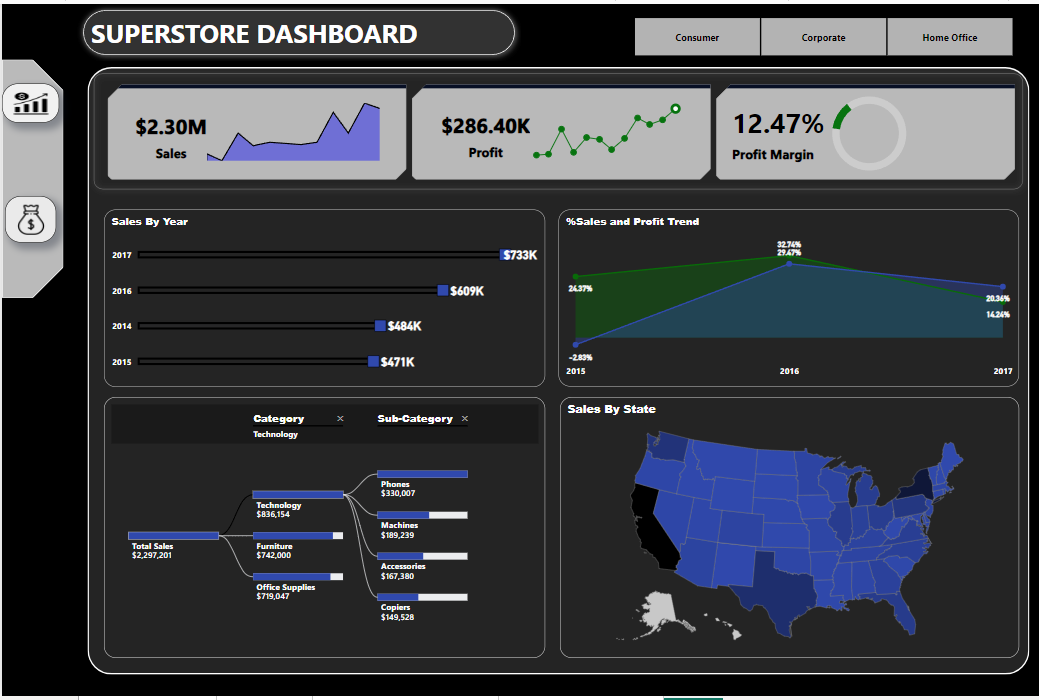 SUPERSTORE DASHBOARD
Consumer
Corporate
Home Office
$2.30M
Sales
$286.40K
Profit
12.47%
Profit Margin
Sales By Year
2017
$733K
2016
$609K
2014
$484K
2015
$471K
%Sales and Profit Trend
32.74%
29.47%
24.37%
20.36%
14.24%
-2.83%
2015
2016
2017
Category
Sub-Category
Technology
Phones
$330,007
Technology
$836,154
Machines
$189,239
Total Sales
$2,297,201
Furniture
$742,000
Accessories
$167,380
Office Supplies
$719,047
Copiers
$149,528
Sales By State